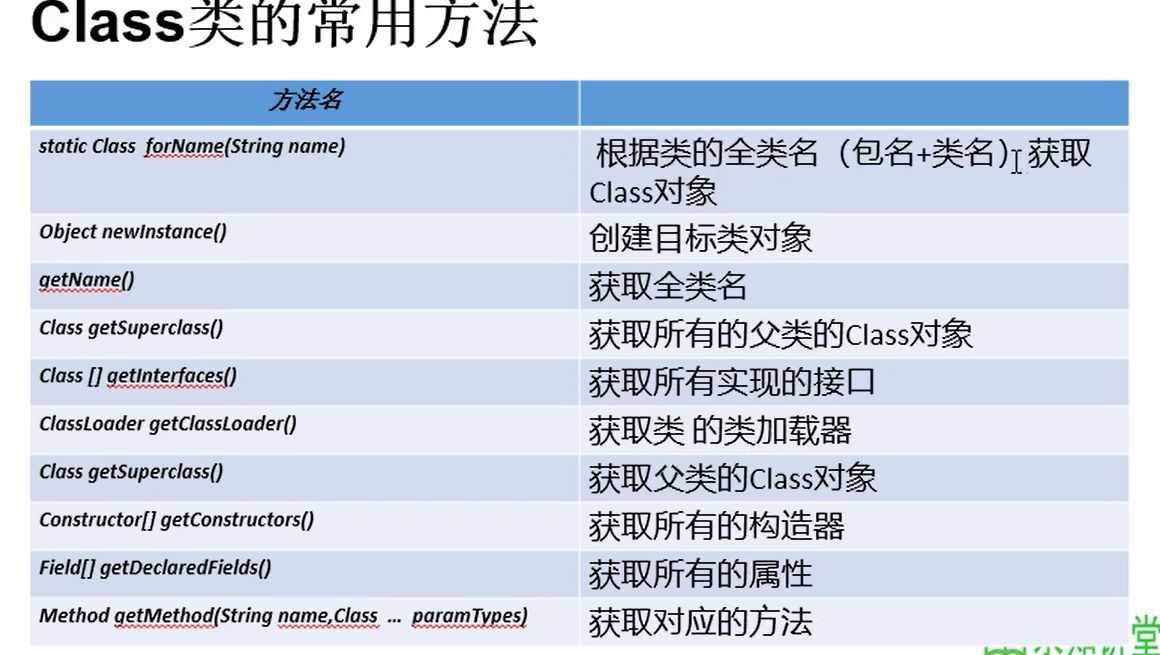 Class类的常用方法
方法名
static Class forName(String name)
根据类的全类名（包名+类名），获取
Class对象
Object newInstance()
创建目标类对象
getName()
获取全类名
Class getSuperclass()
获取所有的父类的Class对象
Class [] getInterfaces()
获取所有实现的接口
ClassLoader getClassLoader()
获取类 的类加载器
Class getSuperclass()
获取父类的Class对象
Constructor[] getConstructors()
获取所有的构造器
Field[] getDeclaredFields()
获取所有的属性
Method getMethod(String name,Class … paramTypes)
获取对应的方法
堂